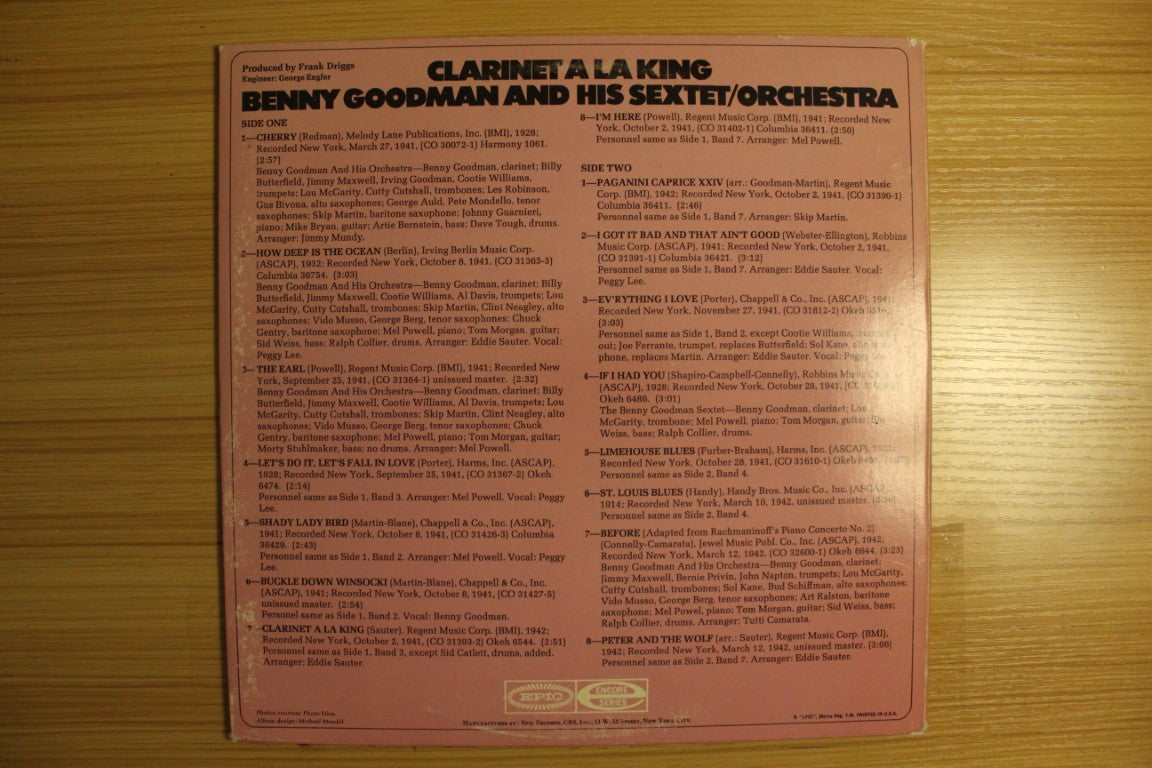 Produced by Frank Driggs
Engineer: George Engfer
CLARINET A LA KING
BENNY GOODMAN AND HIS SEXTET/ORCHESTRA
SIDE ONE
1—CHERRY (Redman), Melody Lane Publications, Inc. (BMI), 1928;
Recorded New York, March 27, 1941, (CO 30072-1) Harmony 1061.
(2:57)
Benny Goodman And His Orchestra—Benny Goodman, clarinet; Billy
Butterfield, Jimmy Maxwell, Irving Goodman, Cootie Williams,
trumpets; Lou McGarity, Cutty Cutshall, trombones; Les Robinson,
Gus Bivona, alto saxophones; George Auld, Pete Mondello, tenor
saxophones; Skip Martin, baritone saxophone; Johnny Guarnieri,
piano; Mike Bryan, guitar; Artie Bernstein, bass; Dave Tough, drums.
Arranger: Jimmy Mundy.
2—HOW DEEP IS THE OCEAN (Berlin), Irving Berlin Music Corp.
(ASCAP), 1932; Recorded New York, October 8, 1941, (CO 31363-3)
Columbia 36754. (3:03)
Benny Goodman And His Orchestra—Benny Goodman, clarinet; Billy
Butterfield, Jimmy Maxwell, Cootie Williams, Al Davis, trumpets; Lou
McGarity, Cutty Cutshall, trombones; Skip Martin, Clint Neagley, alto
saxophones; Vido Musso, George Berg, tenor saxophones; Chuck
Gentry, baritone saxophone; Mel Powell, piano; Tom Morgan, guitar;
Sid Weiss, bass; Ralph Collier, drums. Arranger: Eddie Sauter. Vocal:
Peggy Lee.
3—THE EARL (Powell), Regent Music Corp. (BMI), 1941; Recorded New
York, September 25, 1941, (CO 31364-1) unissued master. (2:32)
Benny Goodman And His Orchestra—Benny Goodman, clarinet; Billy
Butterfield, Jimmy Maxwell, Cootie Williams, Al Davis, trumpets; Lou
McGarity, Cutty Cutshall, trombones; Skip Martin, Clint Neagley, alto
saxophones; Vido Musso, George Berg, tenor saxophones; Chuck
Gentry, baritone saxophone; Mel Powell, piano; Tom Morgan, guitar;
Morty Stuhlmaker, bass; no drums. Arranger: Mel Powell.
4—LET'S DO IT, LET'S FALL IN LOVE (Porter), Harms, Inc. (ASCAP),
1928; Recorded New York, September 25, 1941, (CO 31367-2) Okeh
6474. (2:14)
Personnel same as Side 1, Band 3. Arranger: Mel Powell. Vocal: Peggy
Lee.
5—SHADY LADY BIRD (Martin-Blane), Chappell & Co., Inc. (ASCAP),
1941; Recorded New York, October 8, 1941, (CO 31426-3) Columbia
36429. (2:43)
Personnel same as Side 1, Band 2. Arranger: Mel Powell. Vocal: Peggy
Lee.
6—BUCKLE DOWN WINSOCKI (Martin-Blane), Chappell & Co., Inc.
(ASCAP), 1941; Recorded New York, October 8, 1941, (CO 31427-5)
unissued master. (2:54)
Personnel same as Side 1, Band 2. Vocal: Benny Goodman.
7—CLARINET A LA KING (Sauter), Regent Music Corp. (BMI), 1942;
Recorded New York, October 2, 1941, (CO 31393-2) Okeh 6544. (2:51)
Personnel same as Side 1, Band 3, except Sid Catlett, drums, added.
Arranger: Eddie Sauter.
8—I'M HERE (Powell), Regent Music Corp. (BMI), 1941; Recorded New
York, October 2, 1941, (CO 31402-1) Columbia 36411. (2:50)
Personnel same as Side 1, Band 7. Arranger: Mel Powell.
SIDE TWO
1—PAGANINI CAPRICE XXIV (arr.: Goodman-Martin), Regent Music
Corp. (BMI), 1942; Recorded New York, October 2, 1941, (CO 31390-1)
Columbia 36411. (2:46)
Personnel same as Side 1, Band 7. Arranger: Skip Martin.
2—I GOT IT BAD AND THAT AIN'T GOOD (Webster-Ellington), Robbins
Music Corp. (ASCAP), 1941; Recorded New York, October 2, 1941,
(CO 31391-1) Columbia 36421. (3:12)
Personnel same as Side 1, Band 7. Arranger: Eddie Sauter. Vocal:
Peggy Lee.
3—EV'RYTHING I LOVE (Porter), Chappell & Co., Inc. (ASCAP), 1941;
Recorded New York, November 27, 1941, (CO 31812-2) Okeh
(3:03)
Personnel same as Side 1, Band 2, except Cootie Williams, trumpet
out; Joe Ferrante, trumpet, replaces Butterfield; Sol Kane, alto
phone, replaces Martin. Arranger: Eddie Sauter. Vocal: Peggy Lee
4—IF I HAD YOU (Shapiro-Campbell-Connelly), Robbins Music
(ASCAP), 1928; Recorded New York, October 28, 1941,
Okeh 6486. (3:01)
The Benny Goodman Sextet—Benny Goodman, clarinet; Lou
McGarity, trombone; Mel Powell, piano; Tom Morgan, guitar; Sid
Weiss, bass; Ralph Collier, drums.
5—LIMEHOUSE BLUES (Furber-Braham), Harms, Inc. (ASCAP),
Recorded New York, October 28, 1941, (CO 31610-1) Okeh
Personnel same as Side 2, Band 4.
6—ST. LOUIS BLUES (Handy), Handy Bros. Music Co., Inc. (ASCAP),
1914; Recorded New York, March 10, 1942, unissued master.
Personnel same as Side 2, Band 4.
7—BEFORE (Adapted from Rachmaninoff's Piano Concerto No. 2)
(Connelly-Camarata), Jewel Music Publ. Co., Inc. (ASCAP), 1942;
Recorded New York, March 12, 1942. (CO 32600-1) Okeh 6644. (3:23)
Benny Goodman And His Orchestra—Benny Goodman, clarinet;
Jimmy Maxwell, Bernie Privin, John Napton, trumpets; Lou McGarity,
Cutty Cutshall, trombones; Sol Kane, Bud Schiffman, alto saxophones;
Vido Musso, George Berg, tenor saxophones; Art Ralston, baritone
saxophone; Mel Powel, piano; Tom Morgan, guitar; Sid Weiss, bass;
Ralph Collier, drums. Arranger: Tutti Camarata.
8—PETER AND THE WOLF (arr.: Sauter), Regent Music Corp. (BMI),
1942; Recorded New York, March 12, 1942, unissued master. (3:06)
Personnel same as Side 2, Band 7. Arranger: Eddie Sauter.
EPIC
ENCORE
SERIES
Photos courtesy Photo Files.
Album design: Michael Mendel
Manufactured by Epic Records, CBS, Inc., 51 W. 52 Street, New York City.
® "EPIC", Marca Reg. T.M. PRINTED IN U.S.A.